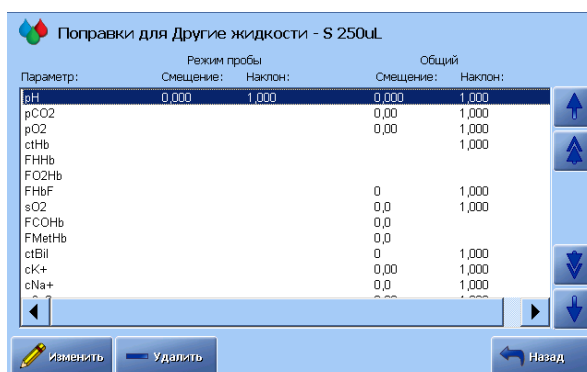 Поправки для Другие жидкости - S 250uL
Режим пробы Общий
Параметр: Смещение: Наклон: Смещение: Наклон:
pH 0,000 1,000 0,000 1,000
pCO2 0,00 1,000
pO2 0,00 1,000
ctHb 1,000
FHHb
FO2Hb
FHbF 0 1,000
sO2 0,0 1,000
FCOHb 0,0
FMetHb 0,0
ctBil 0 1,000
cK+ 0,00 1,000
cNa+ 0,0 1,000
Изменить Удалить Назад